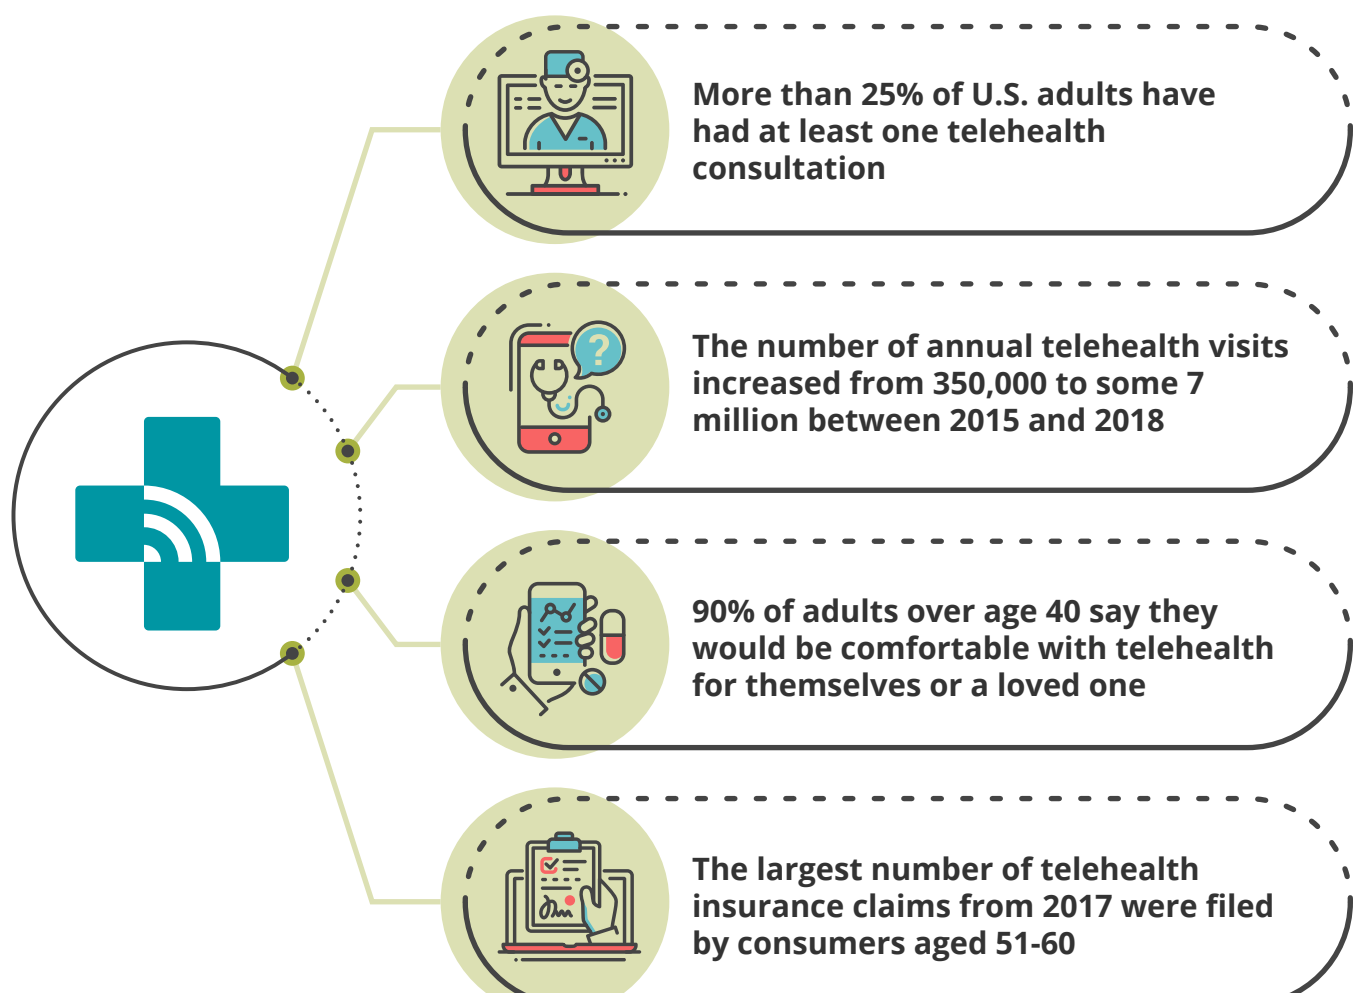 More than 25% of U.S. adults have
had at least one telehealth
consultation
?
The number of annual telehealth visits
increased from 350,000 to some 7
million between 2015 and 2018
90% of adults over age 40 say they
would be comfortable with telehealth
for themselves or a loved one
The largest number of telehealth
insurance claims from 2017 were filed
by consumers aged 51-60